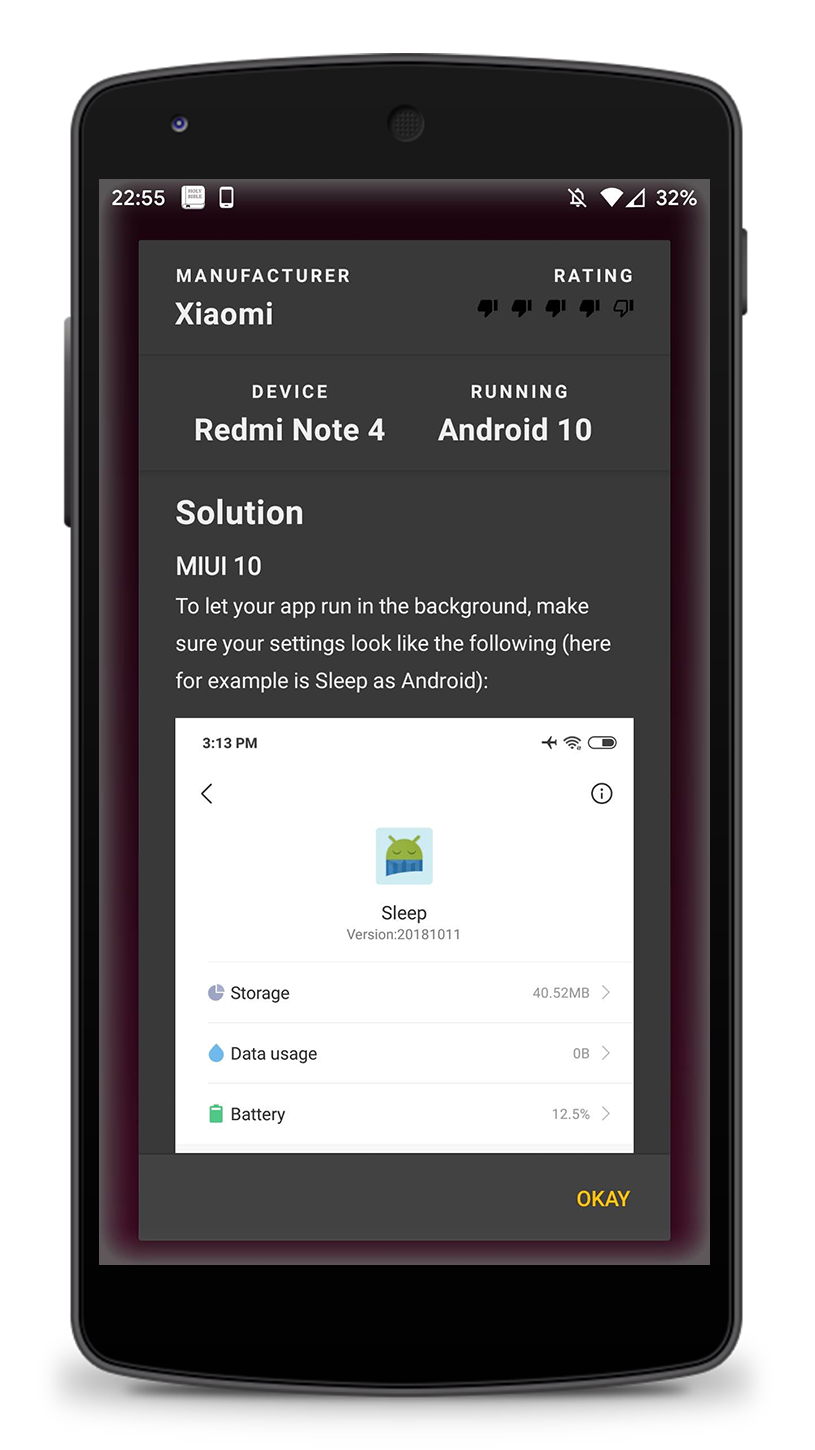 22:55 HOLY BIBLE 32%
MANUFACTURER RATING
Xiaomi
DEVICE RUNNING
Redmi Note 4 Android 10
Solution
MIUI 10
To let your app run in the background, make
sure your settings look like the following (here
for example is Sleep as Android):
3:13 PM
Sleep
Version:20181011
Storage 40.52MB
Data usage 0B
Battery 12.5%
OKAY